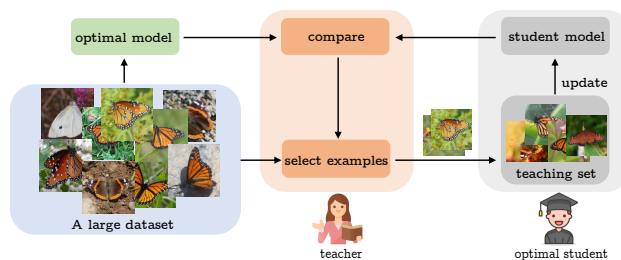 optimal model
compare
student model
update
select examples
teaching set
A large dataset
teacher
optimal student